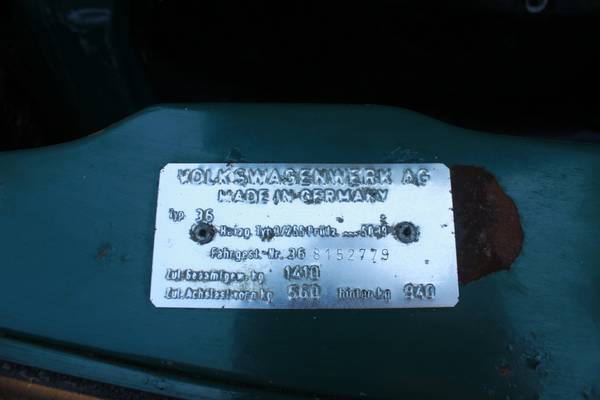 VOLKSWAGENWERK AG
MADE IN GERMANY
Typ 36
Fahrgest.-Nr. 36 8152779
Zul. Gesamtgew. kg 1410
Zul. Achslast vorn kg 560 hinten kg 940